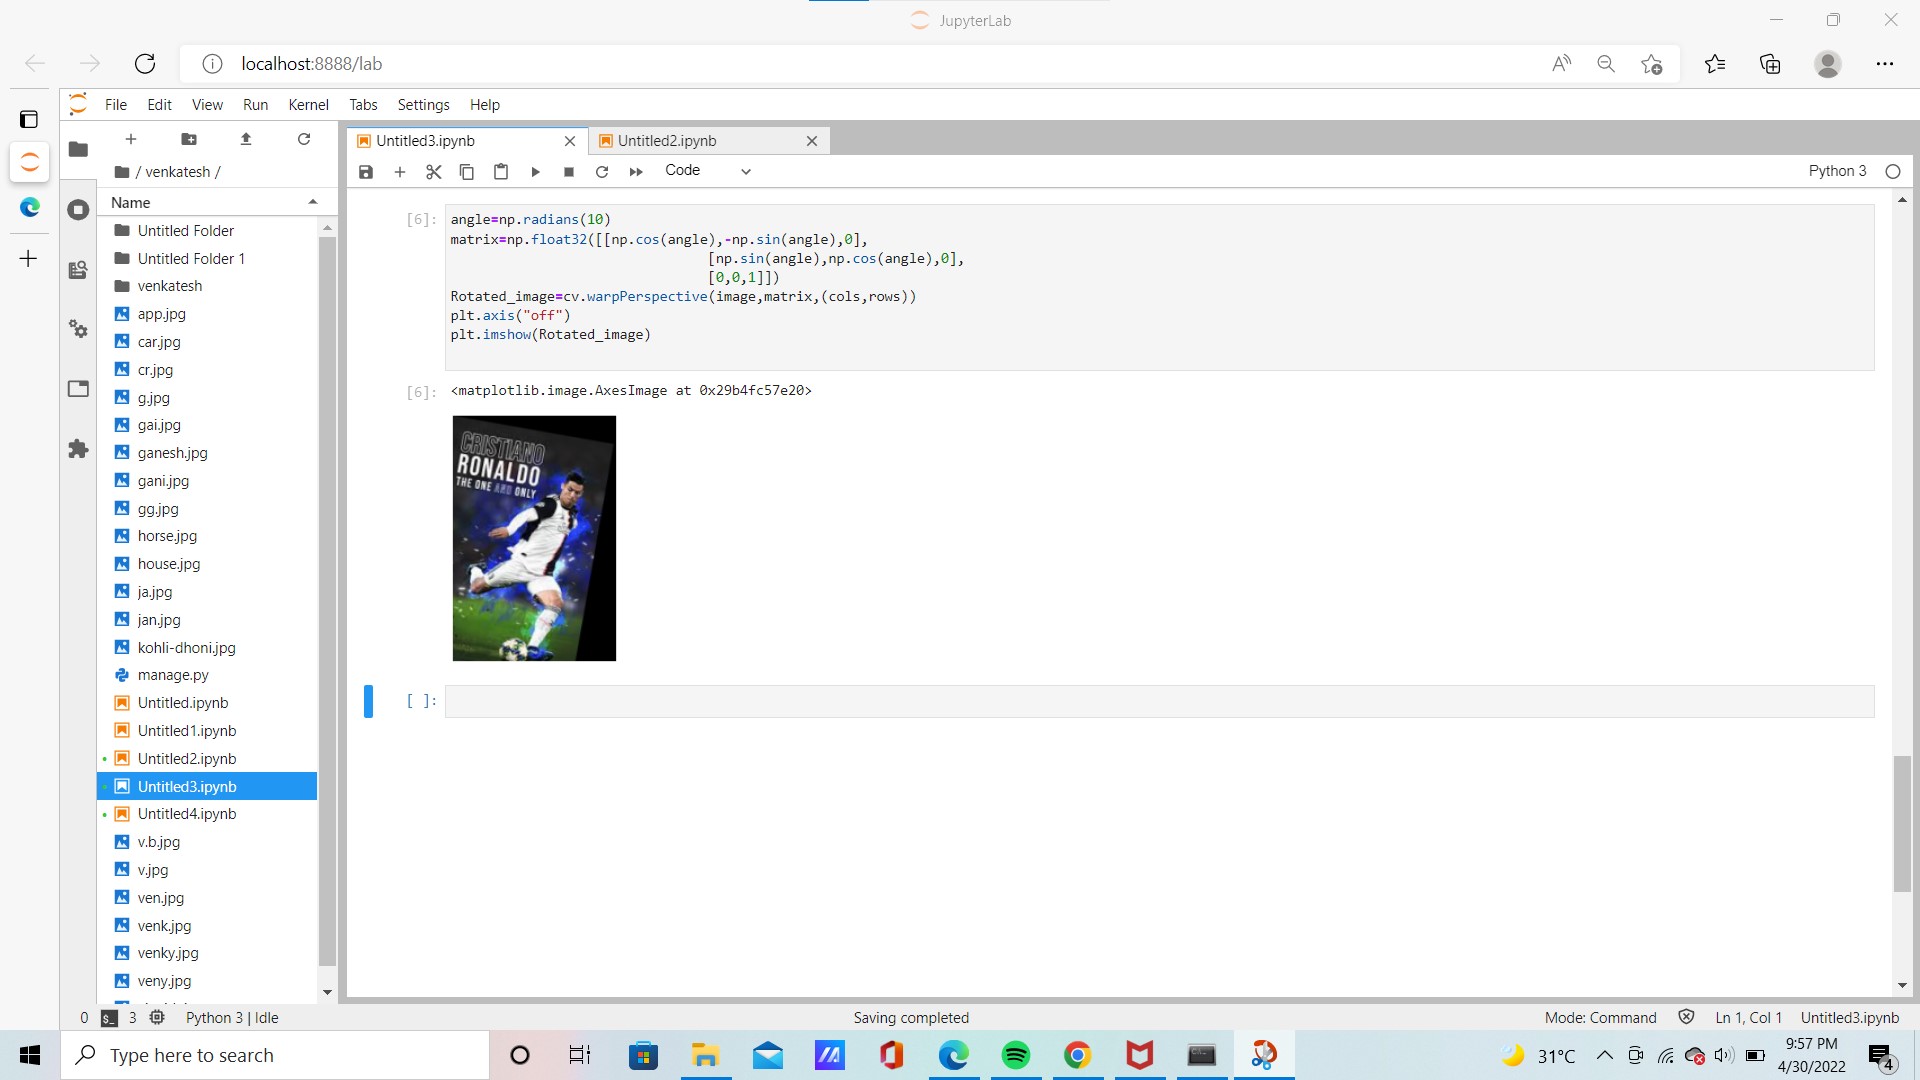 JupyterLab
localhost:8888/lab
File Edit View Run Kernel Tabs Settings Help
/ venkatesh /
Name
Untitled Folder
Untitled Folder 1
venkatesh
app.jpg
car.jpg
cr.jpg
g.jpg
gai.jpg
ganesh.jpg
gani.jpg
gg.jpg
horse.jpg
house.jpg
ja.jpg
jan.jpg
kohli-dhoni.jpg
manage.py
Untitled.ipynb
Untitled1.ipynb
Untitled2.ipynb
Untitled3.ipynb
Untitled4.ipynb
v.b.jpg
v.jpg
ven.jpg
venk.jpg
venky.jpg
veny.jpg
Untitled3.ipynb Untitled2.ipynb
Code Python 3
[6]: angle=np.radians(10)
matrix=np.float32([[np.cos(angle),-np.sin(angle),0],
[np.sin(angle),np.cos(angle),0],
[0,0,1]])
Rotated_image=cv.warpPerspective(image,matrix,(cols,rows))
plt.axis("off")
plt.imshow(Rotated_image)
[6]: <matplotlib.image.AxesImage at 0x29b4fc57e20>
CRISTIANO
RONALDO
THE ONE AND ONLY
[ ]:
0 3 Python 3 | Idle Saving completed Mode: Command Ln 1, Col 1 Untitled3.ipynb
Type here to search 31°C 9:57 PM
4/30/2022 4